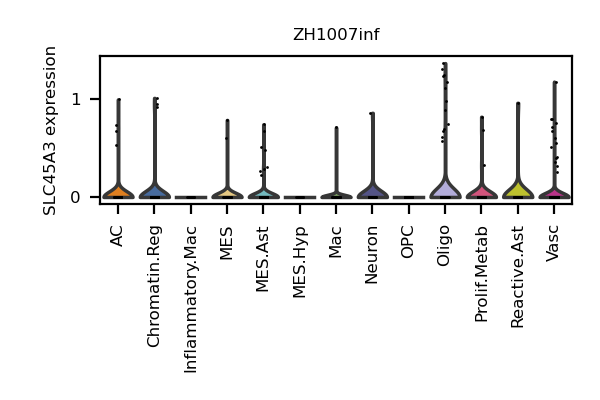 ZH1007inf
SLC45A3 expression
1
0
AC
Chromatin.Reg
Inflammatory.Mac
MES
MES.Ast
MES.Hyp
Mac
Neuron
OPC
Oligo
Prolif.Metab
Reactive.Ast
Vasc